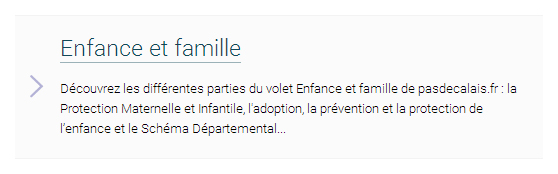 Enfance et famille
Découvrez les différentes parties du volet Enfance et famille de pasdecalais.fr : la
Protection Maternelle et Infantile, l'adoption, la prévention et la protection de
l'enfance et le Schéma Départemental...